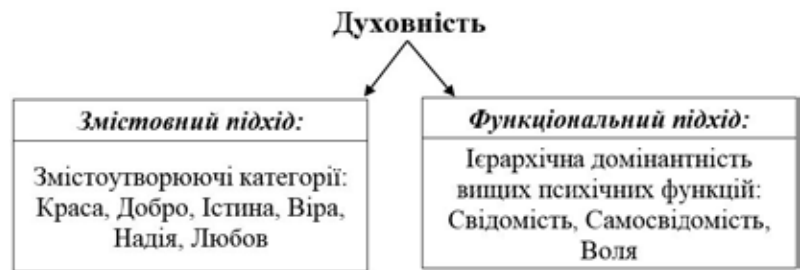 Духовність
Змістовний підхід:
Змістоутворюючі категорії:
Краса, Добро, Істина, Віра,
Надія, Любов
Функціональний підхід:
Ієрархічна домінантність
вищих психічних функцій:
Свідомість, Самосвідомість,
Воля